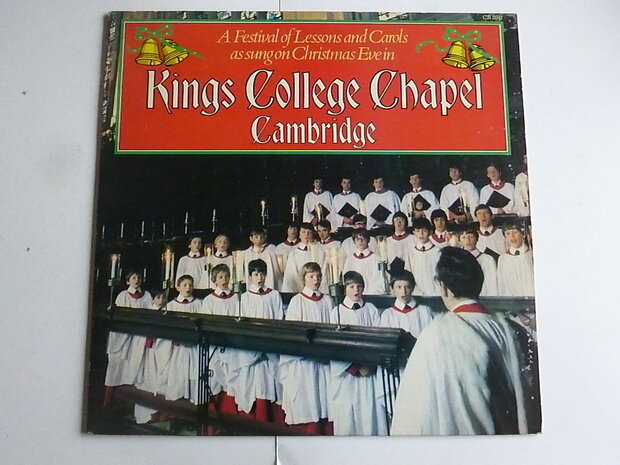 A Festival of Lessons and Carols
as sung on Christmas Eve in
Kings College Chapel
Cambridge